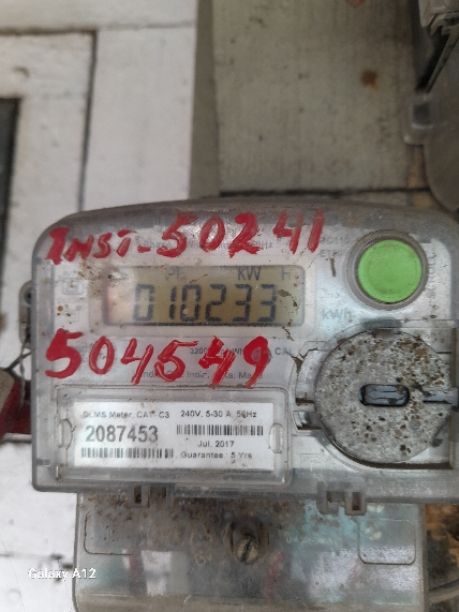 INST-50241
KW H
010233
kWh
504549
DLMS Meter, CAT C3 240V, 5-30 A, 50Hz
2087453
Jul. 2017
Guarantee : 5 Yrs
Galaxy A12